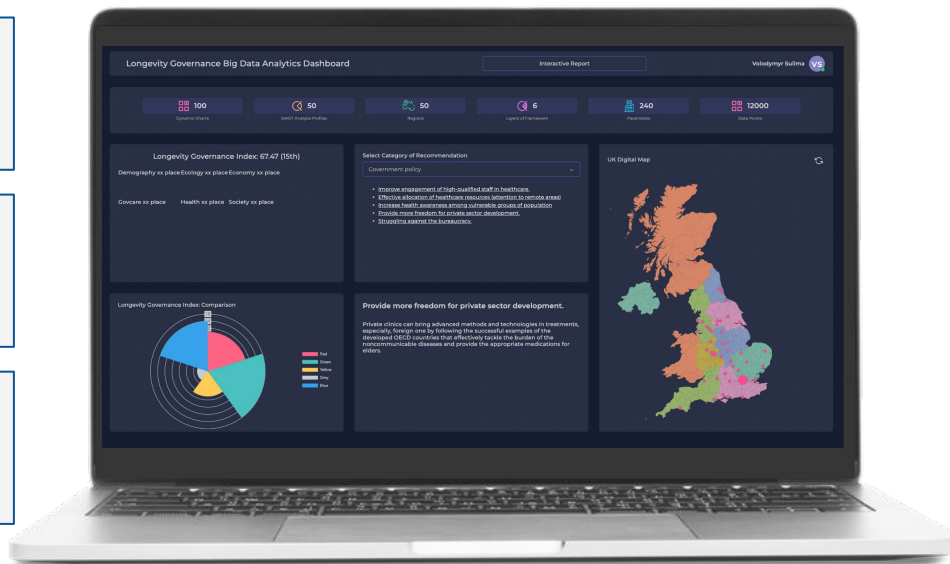 Longevity Governance Big Data Analytics Dashboard
Interactive Report
Volodymyr Sulima
VS
100
Dynamic Charts
50
SWOT Analysis Profiles
50
Regions
6
Layers of Framework
240
Parameters
12000
Data Points
Longevity Governance Index: 67.47 (15th)
Demography xx place Ecology xx place Economy xx place
Govcare xx place Health xx place Society xx place
Select Category of Recommendation
Government policy
Improve engagement of high-qualified staff in healthcare.
Effective allocation of healthcare resources (attention to remote areas)
Increase health awareness among vulnerable groups of population
Provide more freedom for private sector development.
Struggling against the bureaucracy.
UK Digital Map
Longevity Governance Index: Comparison
Red
Green
Yellow
Grey
Blue
Provide more freedom for private sector development.
Private clinics can bring advanced methods and technologies in treatments,
especially, foreign one by following the successful examples of the
developed OECD countries that effectively tackle the burden of the
noncommunicable diseases and provide the appropriate medications for
elders.